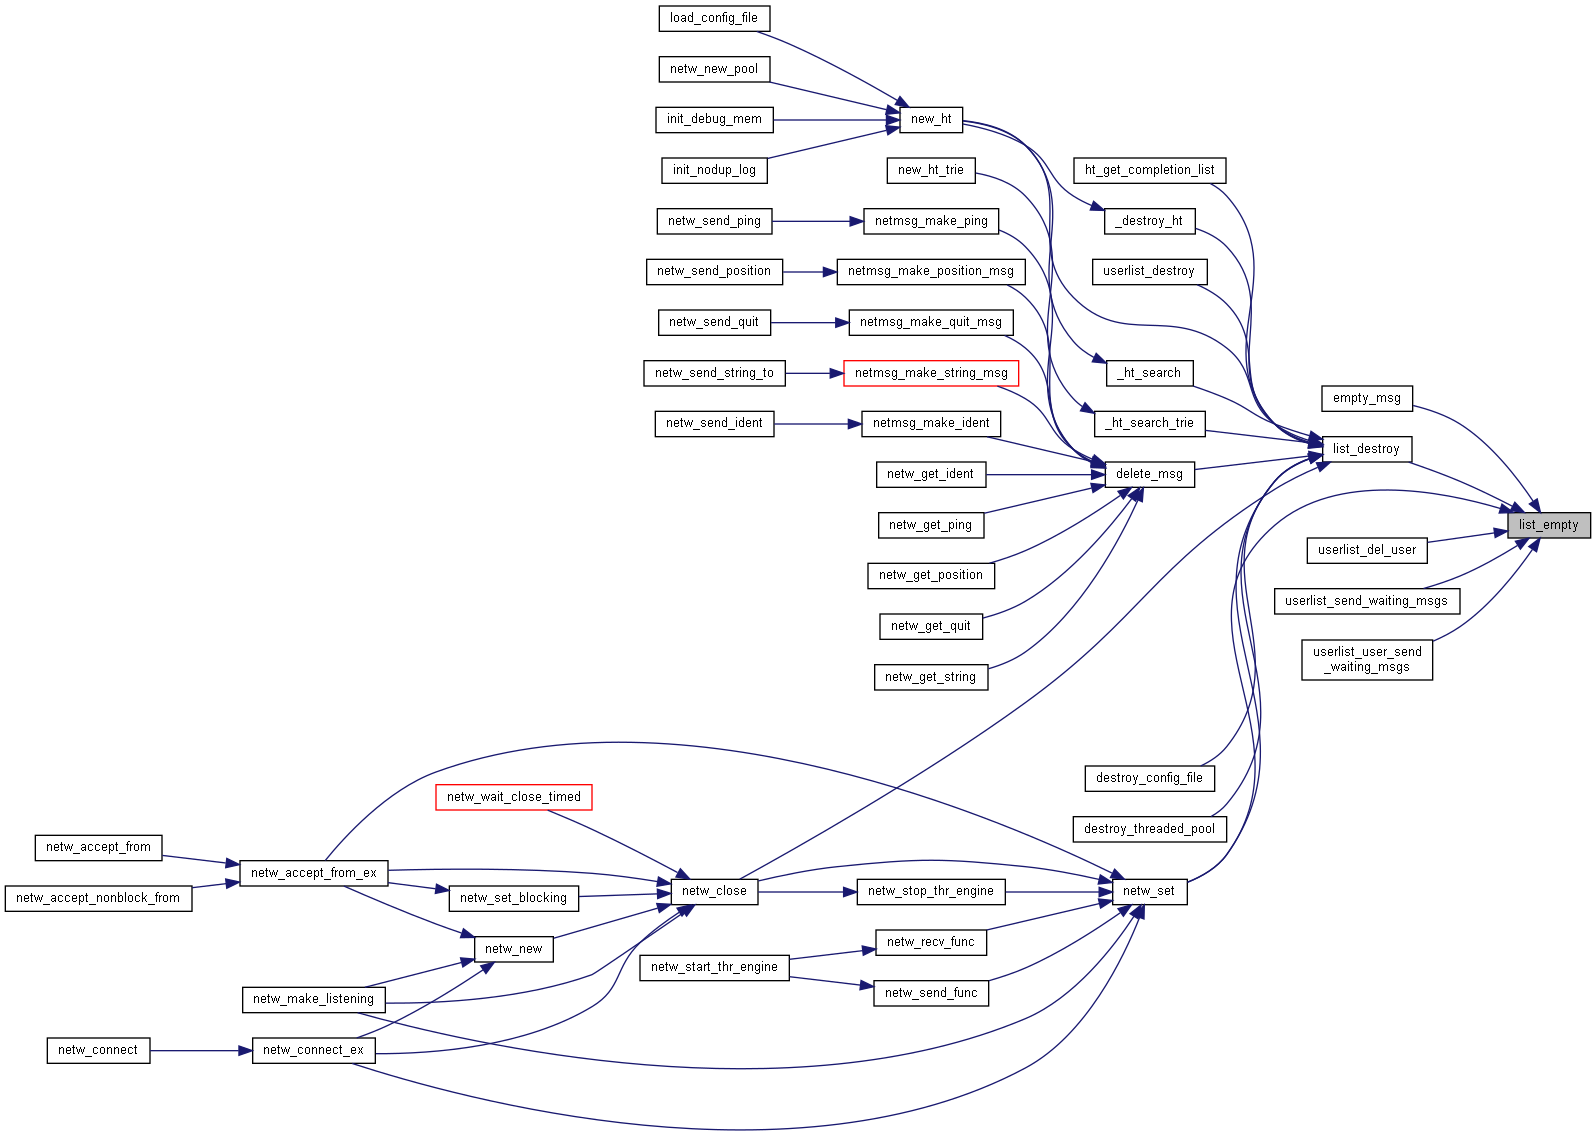 load_config_file
netw_new_pool
init_debug_mem
new_ht
init_nodup_log
new_ht_trie
ht_get_completion_list
netw_send_ping
netmsg_make_ping
_destroy_ht
netw_send_position
netmsg_make_position_msg
userlist_destroy
netw_send_quit
netmsg_make_quit_msg
netw_send_string_to
netmsg_make_string_msg
_ht_search
empty_msg
netw_send_ident
netmsg_make_ident
_ht_search_trie
list_destroy
netw_get_ident
delete_msg
netw_get_ping
list_empty
userlist_del_user
netw_get_position
userlist_send_waiting_msgs
netw_get_quit
userlist_user_send
_waiting_msgs
netw_get_string
destroy_config_file
netw_wait_close_timed
destroy_threaded_pool
netw_accept_from
netw_accept_from_ex
netw_accept_nonblock_from
netw_set_blocking
netw_close
netw_stop_thr_engine
netw_set
netw_new
netw_recv_func
netw_start_thr_engine
netw_make_listening
netw_send_func
netw_connect
netw_connect_ex